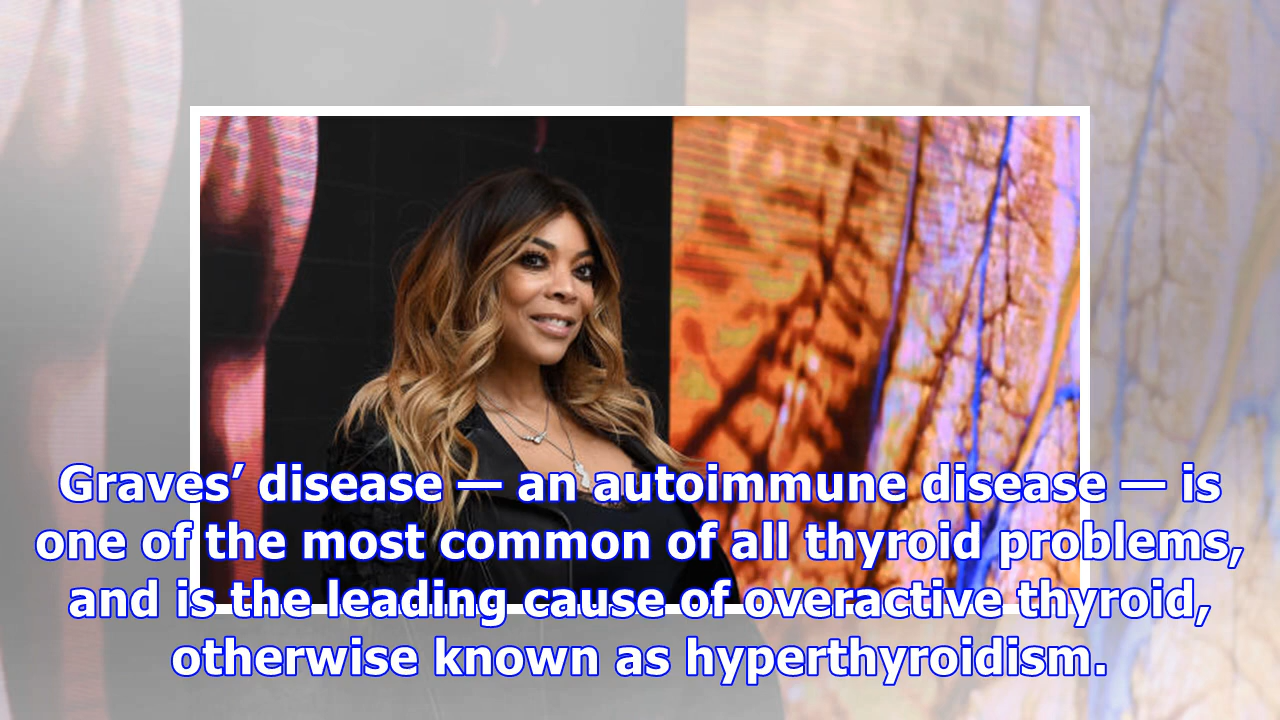 Graves’ disease — an autoimmune disease — is
one of the most common of all thyroid problems,
and is the leading cause of overactive thyroid,
otherwise known as hyperthyroidism.